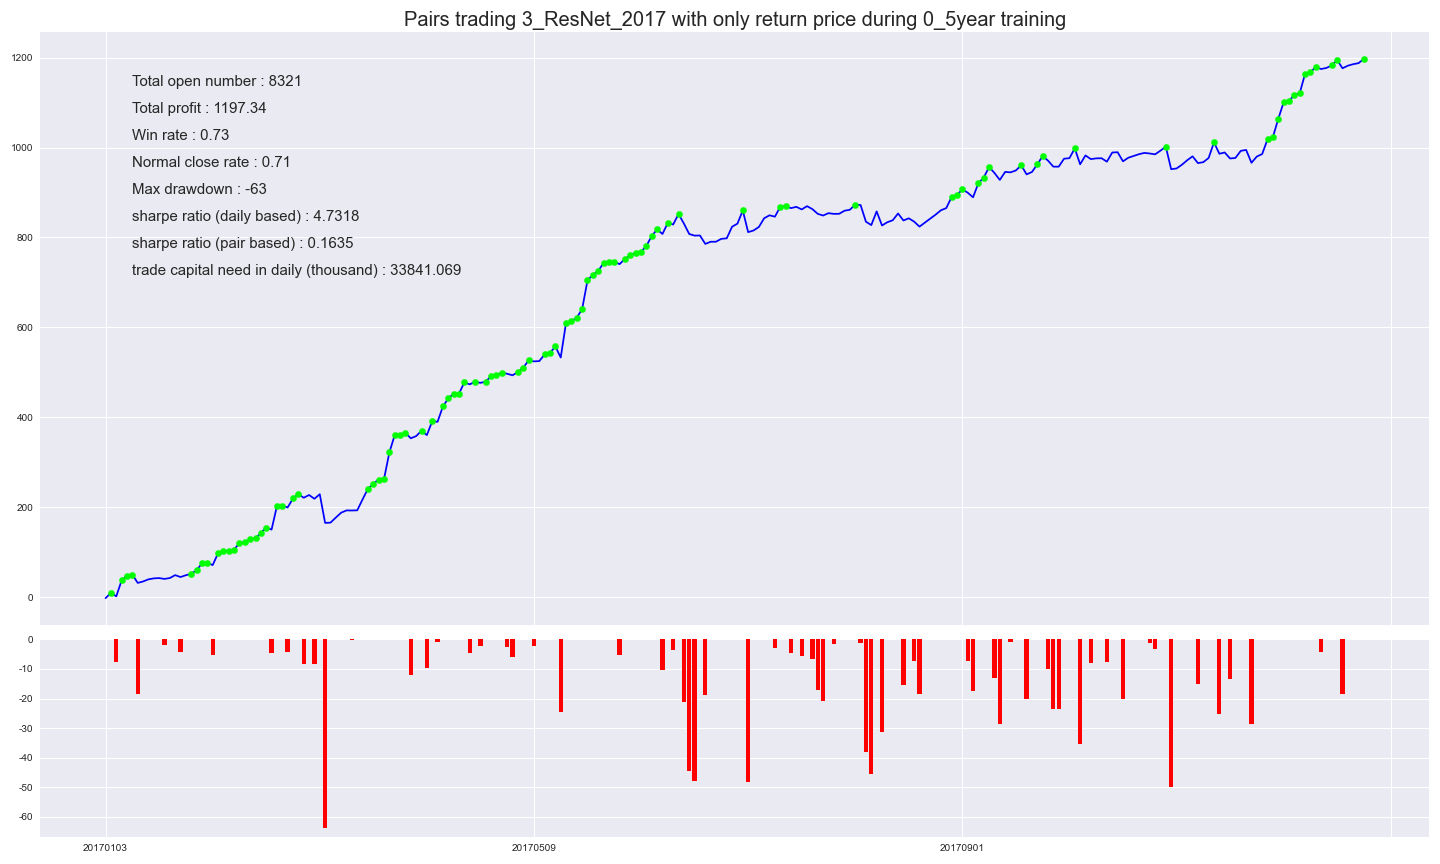 Pairs trading 3_ResNet_2017 with only return price during 0_5year training
1200
Total open number : 8321
Total profit : 1197.34
Win rate : 0.73
1000
Normal close rate : 0.71
Max drawdown : -63
sharpe ratio (daily based) : 4.7318
800
sharpe ratio (pair based) : 0.1635
trade capital need in daily (thousand) : 33841.069
600
400
200
0
0
-10
-20
-30
-40
-50
-60
20170103 20170509 20170901